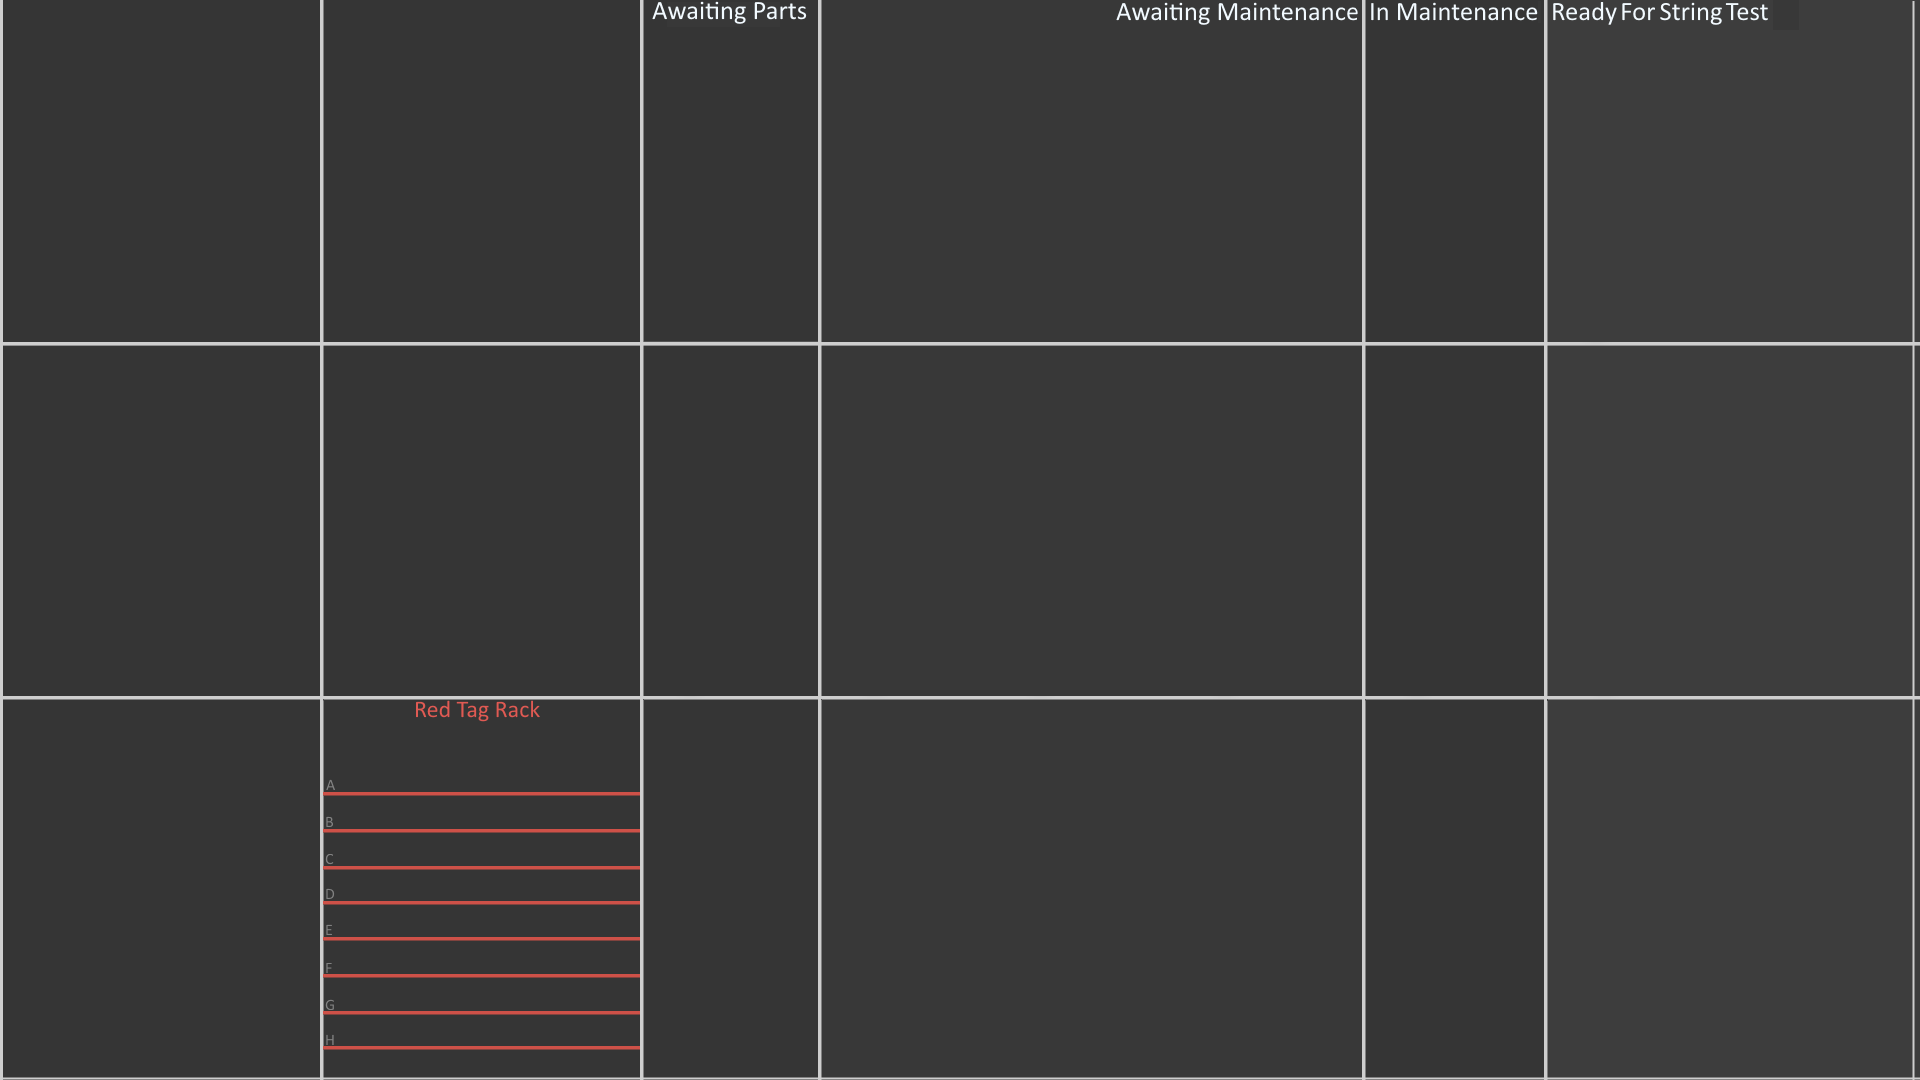 Awaiting Parts
Awaiting Maintenance
In Maintenance
Ready For String Test
Red Tag Rack
A
B
C
D
E
F
G
H